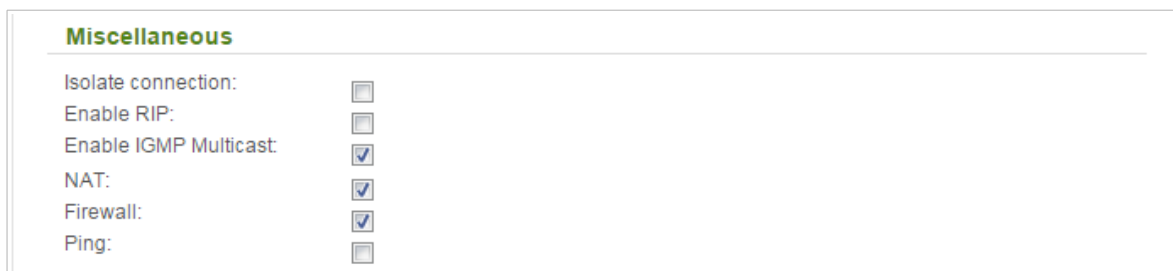 Miscellaneous
Isolate connection:
Enable RIP:
Enable IGMP Multicast:
NAT:
Firewall:
Ping: